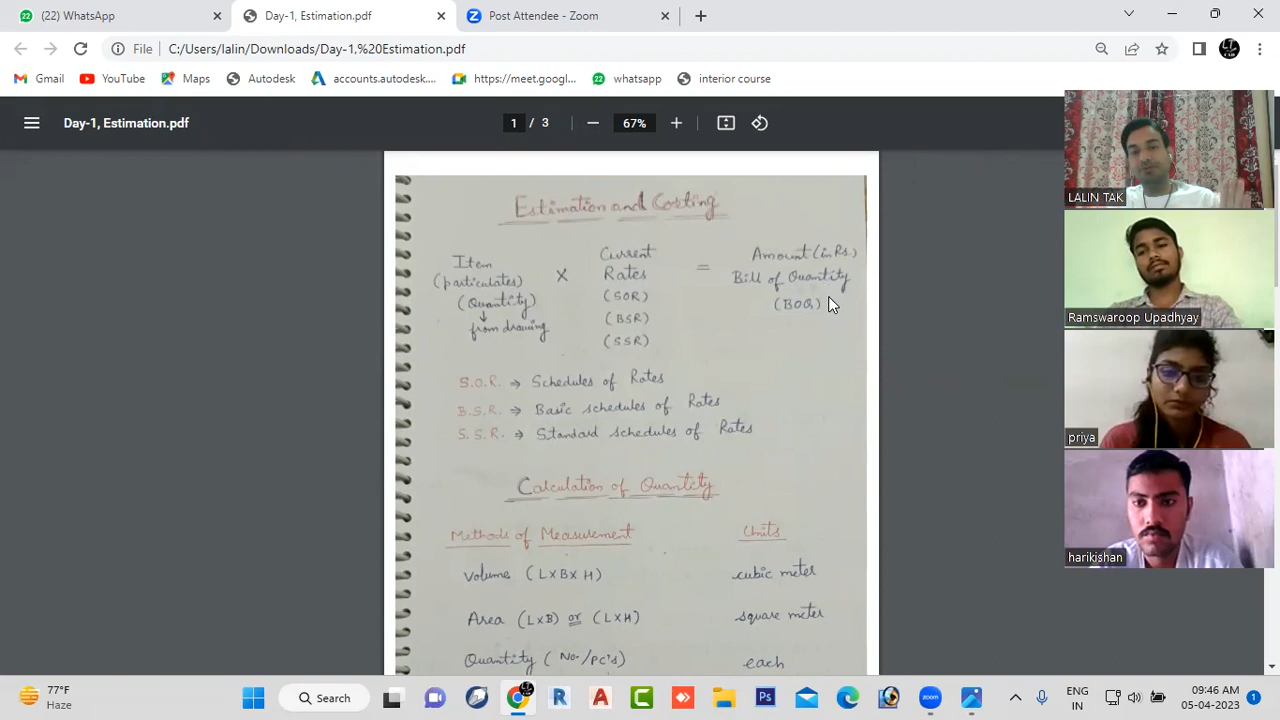 (22) WhatsApp
Day-1, Estimation.pdf
Post Attendee - Zoom
File
C:/Users/lalin/Downloads/Day-1,%20Estimation.pdf
Gmail
YouTube
Maps
Autodesk
accounts.autodesk....
https://meet.googl...
whatsapp
interior course
Day-1, Estimation.pdf
1 / 3
67%
Estimation and Costing
Item
(particulates)
(Quantity)
from drawing
×
Current
Rates
(SOR)
(BSR)
(SSR)
=
Amount (in Rs.)
Bill of Quantity
(BOQ)
S.O.R. ⇒ Schedules of Rates
B.S.R. ⇒ Basic schedules of Rates
S.S.R. ⇒ Standard schedules of Rates
Calculation of Quantity
Methods of Measurement
Units
Volume (L×B×H)
cubic meter
Area (L×B) or (L×H)
square meter
Quantity (No./PC's)
each
LALIN TAK
Ramswaroop Upadhyay
priya
harikishan
77°F
Haze
Search
ENG
IN
09:46 AM
05-04-2023